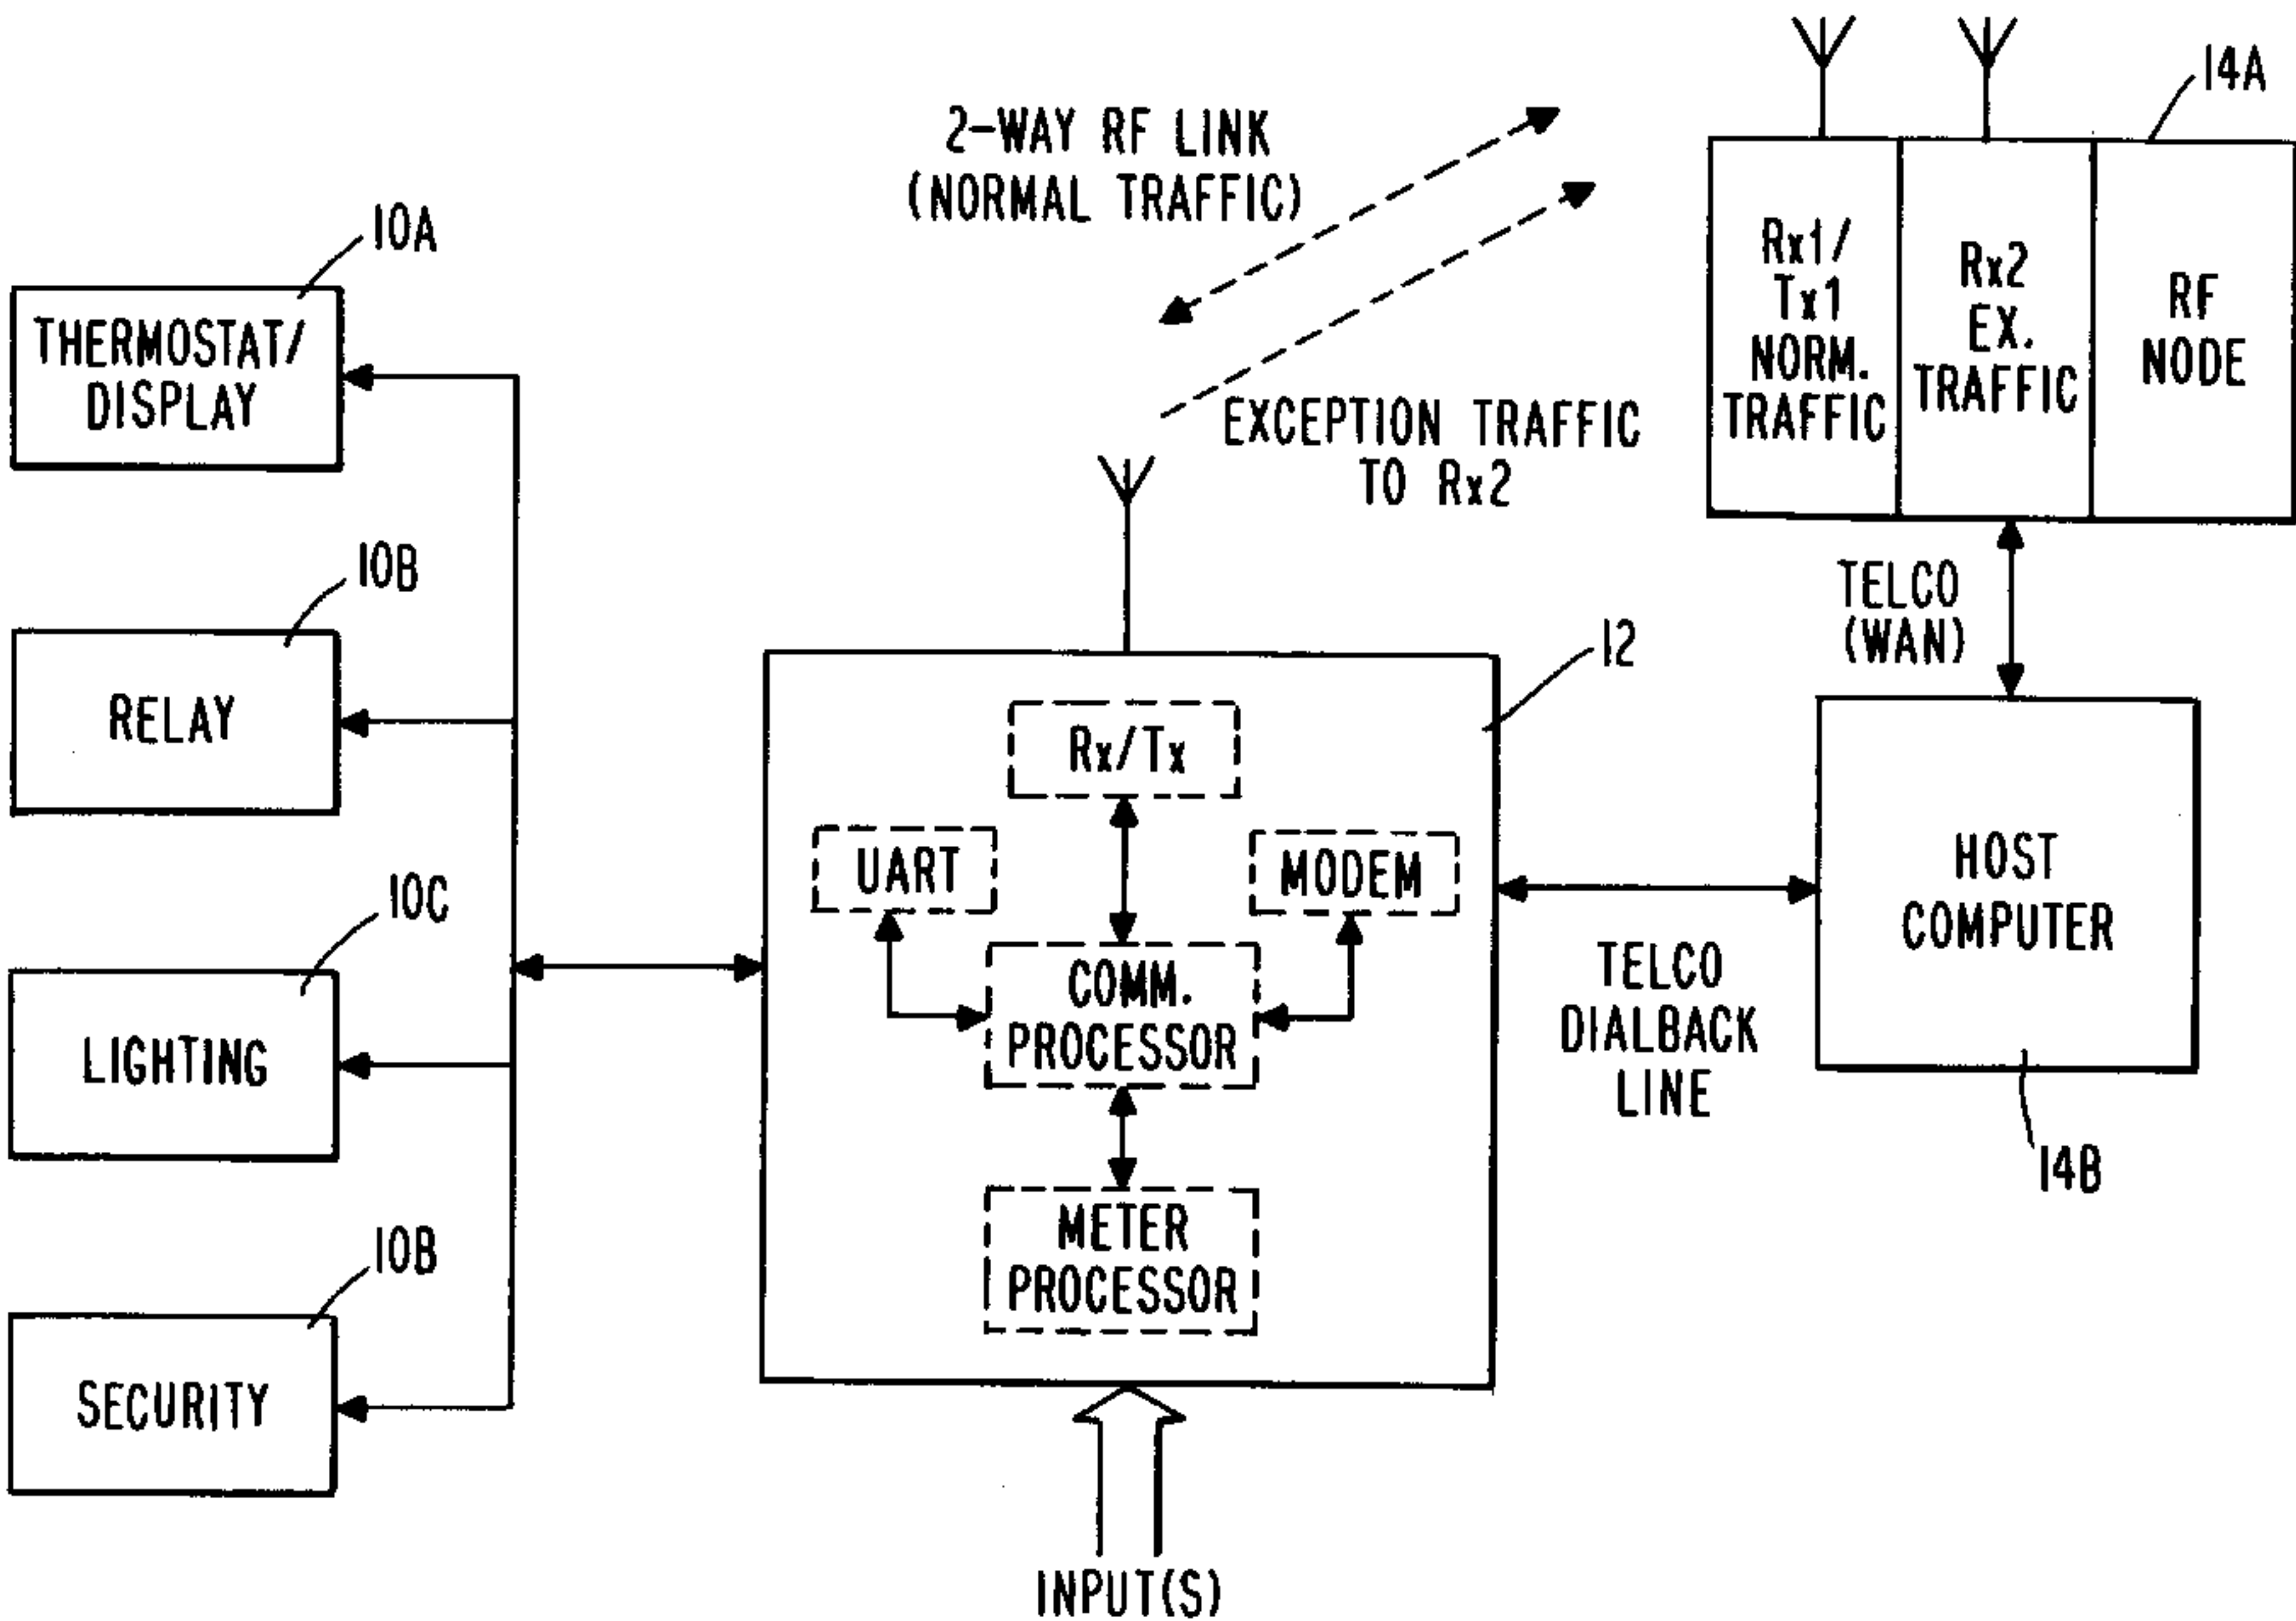 14A
2-WAY RF LINK
(NORMAL TRAFFIC)
Rx1/
Tx1
NORM.
TRAFFIC
Rx2
EX.
TRAFFIC
RF
NODE
10A
THERMOSTAT/
DISPLAY
EXCEPTION TRAFFIC
TO Rx2
10B
RELAY
TELCO
(WAN)
12
Rx/Tx
UART
MODEM
COMM.
PROCESSOR
METER
PROCESSOR
HOST
COMPUTER
10C
LIGHTING
TELCO
DIALBACK
LINE
14B
10B
SECURITY
INPUT(S)